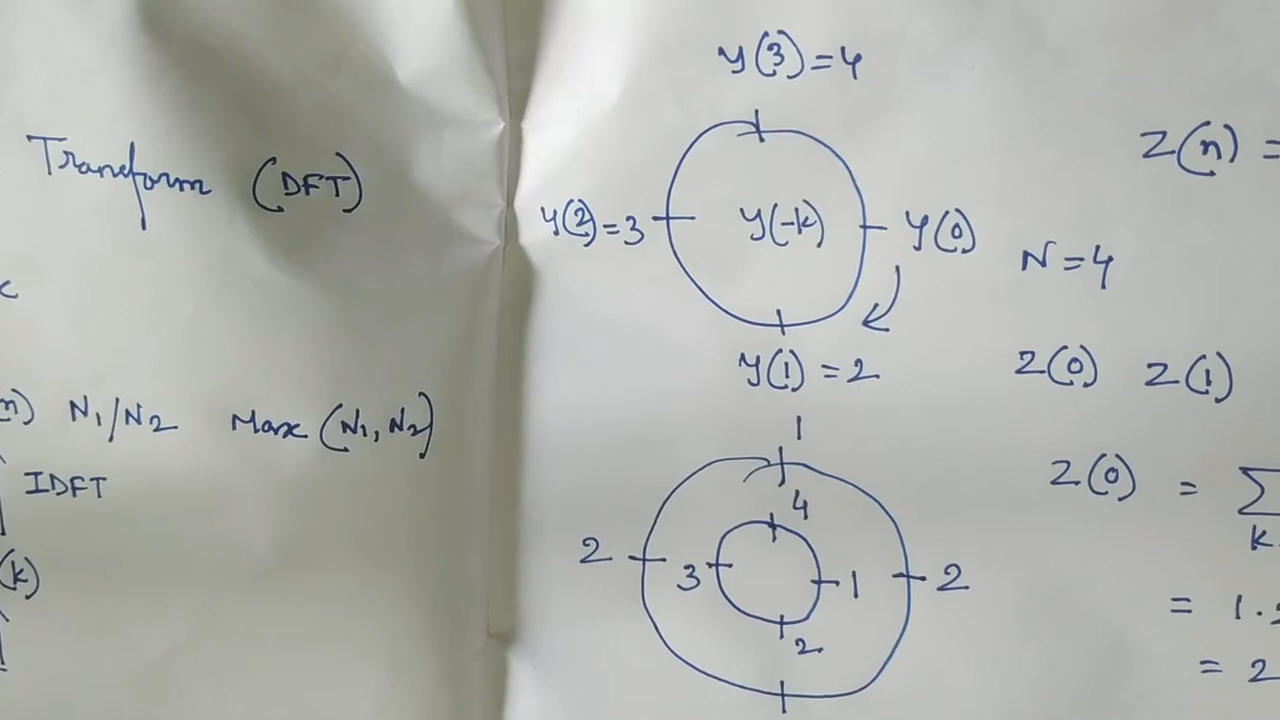 Transform (DFT)
N1/N2 Max (N1, N2)
IDFT
(k)
y(3)=4
y(2)=3
y(-k)
y(0)
y(1)=2
N=4
Z(n) =
Z(0) Z(1)
Z(0) = Σ
k
= 1.
= 2
1
2
4
3
1
2
2